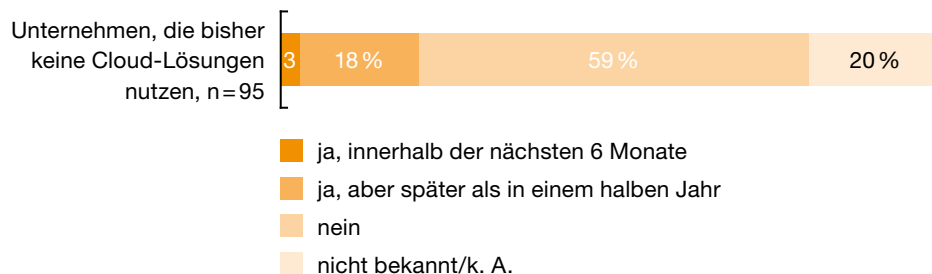 Unternehmen, die bisher
keine Cloud-Lösungen
nutzen, n=95
3 18 % 59 % 20 %
ja, innerhalb der nächsten 6 Monate
ja, aber später als in einem halben Jahr
nein
nicht bekannt/k. A.